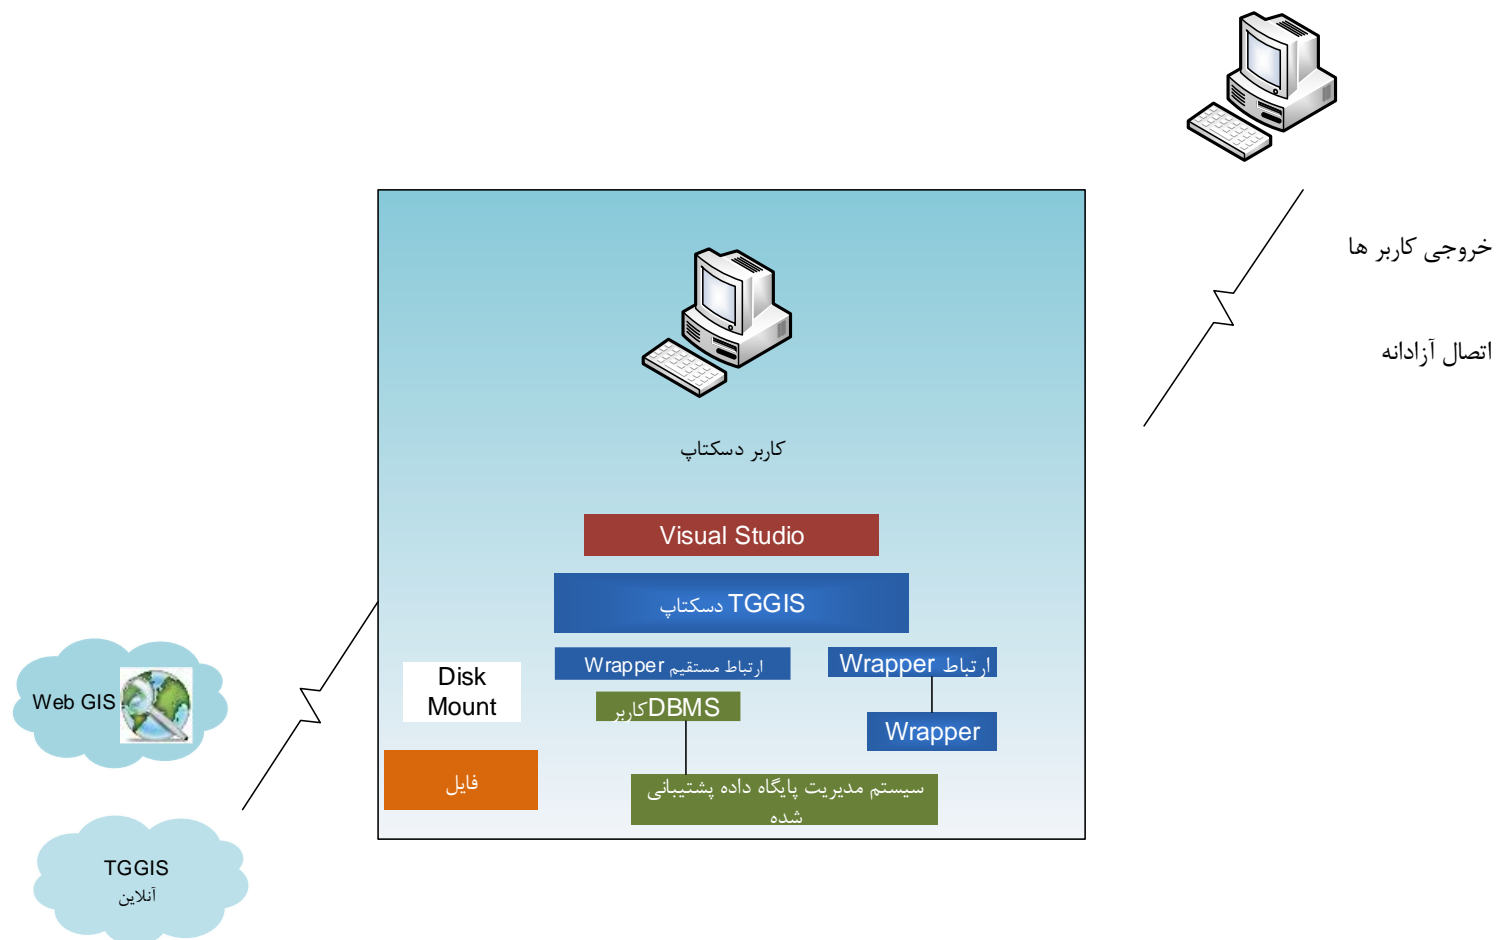 خروجی کاربر ها
اتصال آزادانه
کاربر دسکتاپ
Visual Studio
TGGIS دسکتاپ
ارتباط مستقیم Wrapper
ارتباط Wrapper
Disk
Mount
DBMSکاربر
Wrapper
فایل
سیستم مدیریت پایگاه داده پشتیبانی
شده
Web GIS
TGGIS
آنلاین